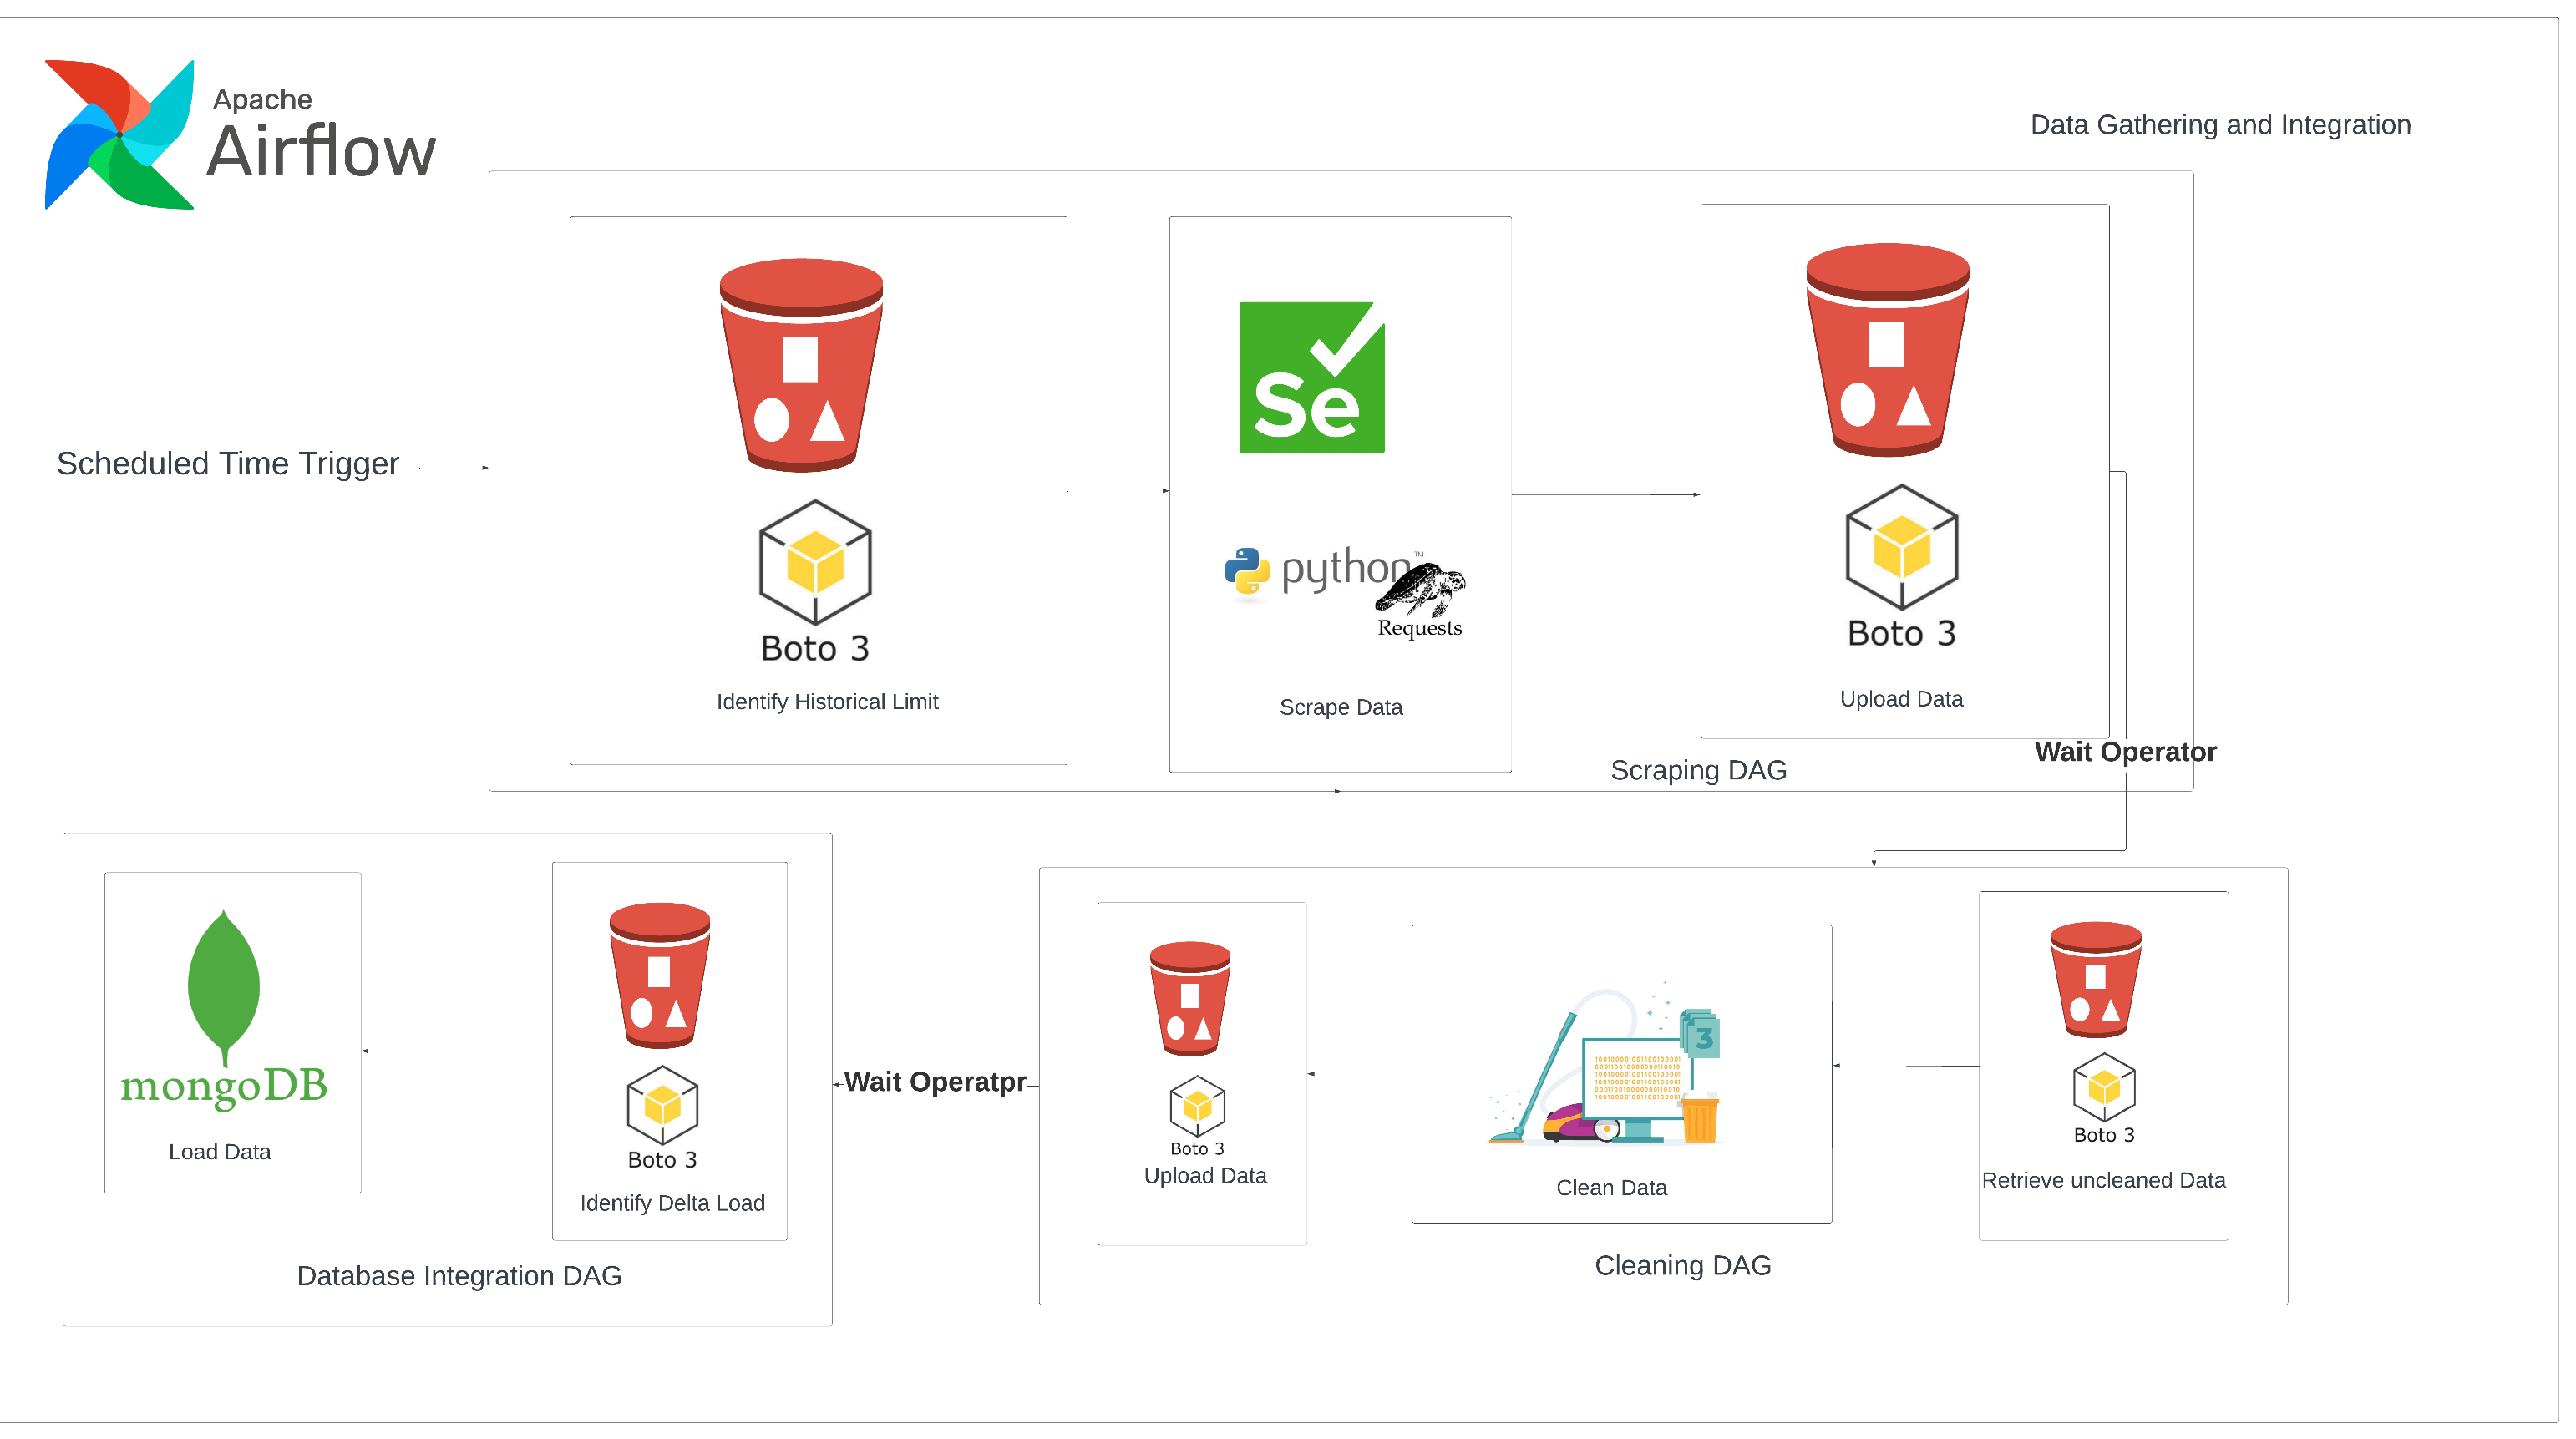 Apache
Airflow
Data Gathering and Integration
Scheduled Time Trigger
Boto 3
Identify Historical Limit
Se
python
TM
Requests
Scrape Data
Boto 3
Upload Data
Scraping DAG
Wait Operator
mongoDB
Load Data
Boto 3
Identify Delta Load
Database Integration DAG
Wait Operatpr
Boto 3
Upload Data
3
Clean Data
Cleaning DAG
Boto 3
Retrieve uncleaned Data